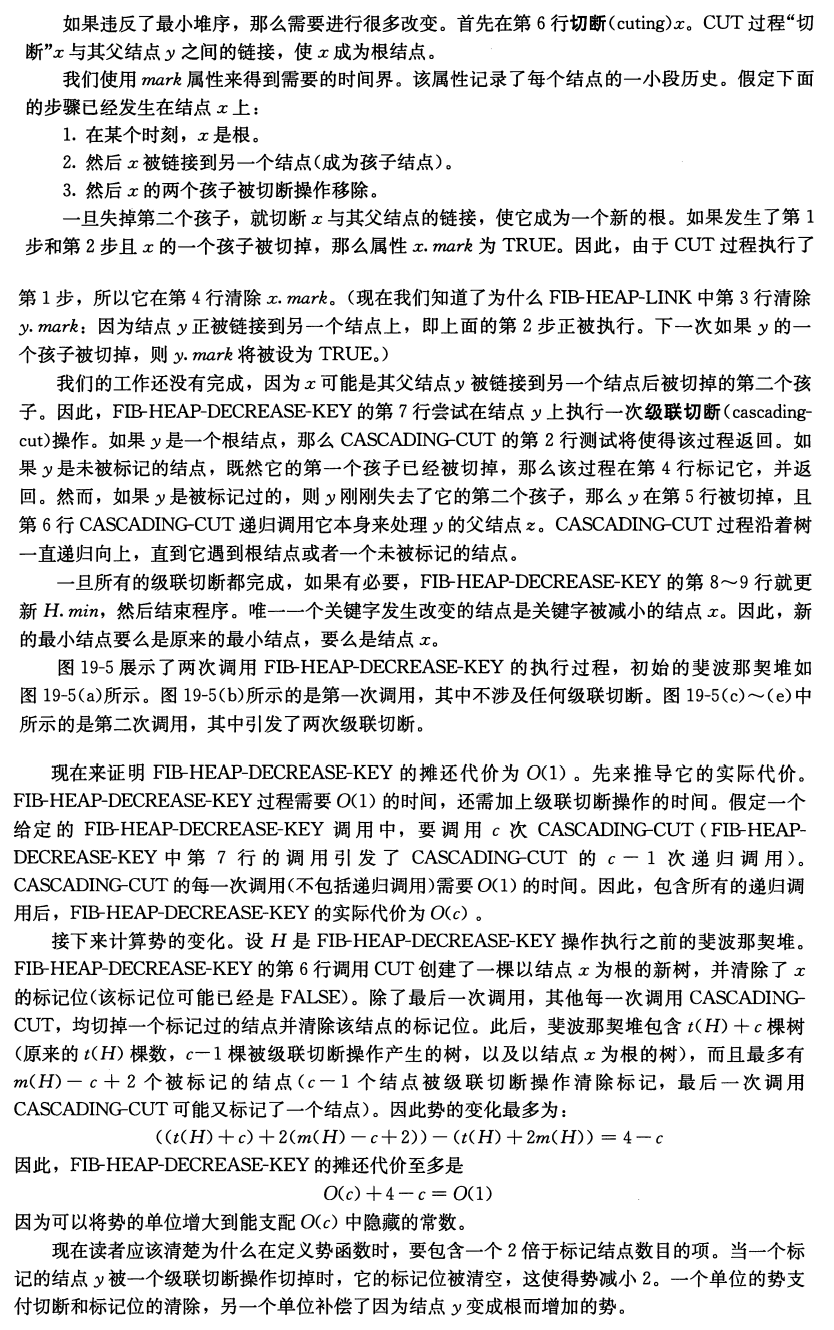 如果违反了最小堆序，那么需要进行很多改变。首先在第 6 行切断(cuting)x。CUT 过程“切
断”x 与其父结点 y 之间的链接，使 x 成为根结点。
我们使用 mark 属性来得到需要的时间界。该属性记录了每个结点的一小段历史。假定下面
的步骤已经发生在结点 x 上：
1. 在某个时刻，x 是根。
2. 然后 x 被链接到另一个结点(成为孩子结点)。
3. 然后 x 的两个孩子被切断操作移除。
一旦失掉第二个孩子，就切断 x 与其父结点的链接，使它成为一个新的根。如果发生了第 1
步和第 2 步且 x 的一个孩子被切掉，那么属性 x.mark 为 TRUE。因此，由于 CUT 过程执行了
第 1 步，所以它在第 4 行清除 x.mark。(现在我们知道了为什么 FIB-HEAP-LINK 中第 3 行清除
y.mark：因为结点 y 正被链接到另一个结点上，即上面的第 2 步正被执行。下一次如果 y 的一
个孩子被切掉，则 y.mark 将被设为 TRUE。)
我们的工作还没有完成，因为 x 可能是其父结点 y 被链接到另一个结点后被切掉的第二个孩
子。因此，FIB-HEAP-DECREASE-KEY 的第 7 行尝试在结点 y 上执行一次级联切断(cascading-
cut)操作。如果 y 是一个根结点，那么 CASCADING-CUT 的第 2 行测试将使得该过程返回。如
果 y 是未被标记的结点，既然它的第一个孩子已经被切掉，那么该过程在第 4 行标记它，并返
回。然而，如果 y 是被标记过的，则 y 刚刚失去了它的第二个孩子，那么 y 在第 5 行被切掉，且
第 6 行 CASCADING-CUT 递归调用它本身来处理 y 的父结点 z。CASCADING-CUT 过程沿着树
一直递归向上，直到它遇到根结点或者一个未被标记的结点。
一旦所有的级联切断都完成，如果有必要，FIB-HEAP-DECREASE-KEY 的第 8～9 行就更
新 H.min，然后结束程序。唯一一个关键字发生改变的结点是关键字被减小的结点 x。因此，新
的最小结点要么是原来的最小结点，要么是结点 x。
图 19-5 展示了两次调用 FIB-HEAP-DECREASE-KEY 的执行过程，初始的斐波那契堆如
图 19-5(a)所示。图 19-5(b)所示的是第一次调用，其中不涉及任何级联切断。图 19-5(c)～(e)中
所示的是第二次调用，其中引发了两次级联切断。
现在来证明 FIB-HEAP-DECREASE-KEY 的摊还代价为 O(1)。先来推导它的实际代价。
FIB-HEAP-DECREASE-KEY 过程需要 O(1) 的时间，还需加上级联切断操作的时间。假定一个
给定的 FIB-HEAP-DECREASE-KEY 调用中，要调用 c 次 CASCADING-CUT (FIB-HEAP-
DECREASE-KEY 中第 7 行的调用引发了 CASCADING-CUT 的 c－1 次递归调用)。
CASCADING-CUT 的每一次调用(不包括递归调用)需要 O(1) 的时间。因此，包含所有的递归调
用后，FIB-HEAP-DECREASE-KEY 的实际代价为 O(c)。
接下来计算势的变化。设 H 是 FIB-HEAP-DECREASE-KEY 操作执行之前的斐波那契堆。
FIB-HEAP-DECREASE-KEY 的第 6 行调用 CUT 创建了一棵以结点 x 为根的新树，并清除了 x
的标记位(该标记位可能已经是 FALSE)。除了最后一次调用，其他每一次调用 CASCADING-
CUT，均切掉一个标记过的结点并清除该结点的标记位。此后，斐波那契堆包含 t(H)＋c 棵树
(原来的 t(H) 棵数，c－1 棵被级联切断操作产生的树，以及以结点 x 为根的树)，而且最多有
m(H)－c＋2 个被标记的结点(c－1 个结点被级联切断操作清除标记，最后一次调用
CASCADING-CUT 可能又标记了一个结点)。因此势的变化最多为：
((t(H)＋c)＋2(m(H)－c＋2))－(t(H)＋2m(H))＝4－c
因此，FIB-HEAP-DECREASE-KEY 的摊还代价至多是
O(c)＋4－c＝O(1)
因为可以将势的单位增大到能支配 O(c) 中隐藏的常数。
现在读者应该清楚为什么在定义势函数时，要包含一个 2 倍于标记结点数目的项。当一个标
记的结点 y 被一个级联切断操作切掉时，它的标记位被清空，这使得势减小 2。一个单位的势支
付切断和标记位的清除，另一个单位补偿了因为结点 y 变成根而增加的势。